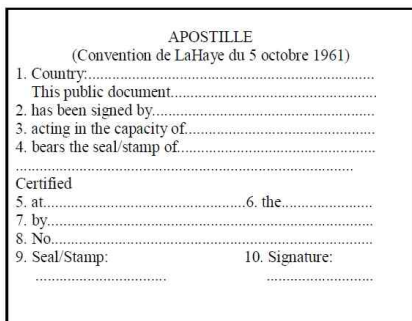 APOSTILLE
(Convention de LaHaye du 5 octobre 1961)
1. Country:..........................................................................
This public document.....................................................
2. has been signed by.........................................................
3. acting in the capacity of.................................................
4. bears the seal/stamp of...................................................
.......................................................................................
Certified
5. at....................................................6. the.......................
7. by....................................................................................
8. No...................................................................................
9. Seal/Stamp: 10. Signature:
.................................. ...........................